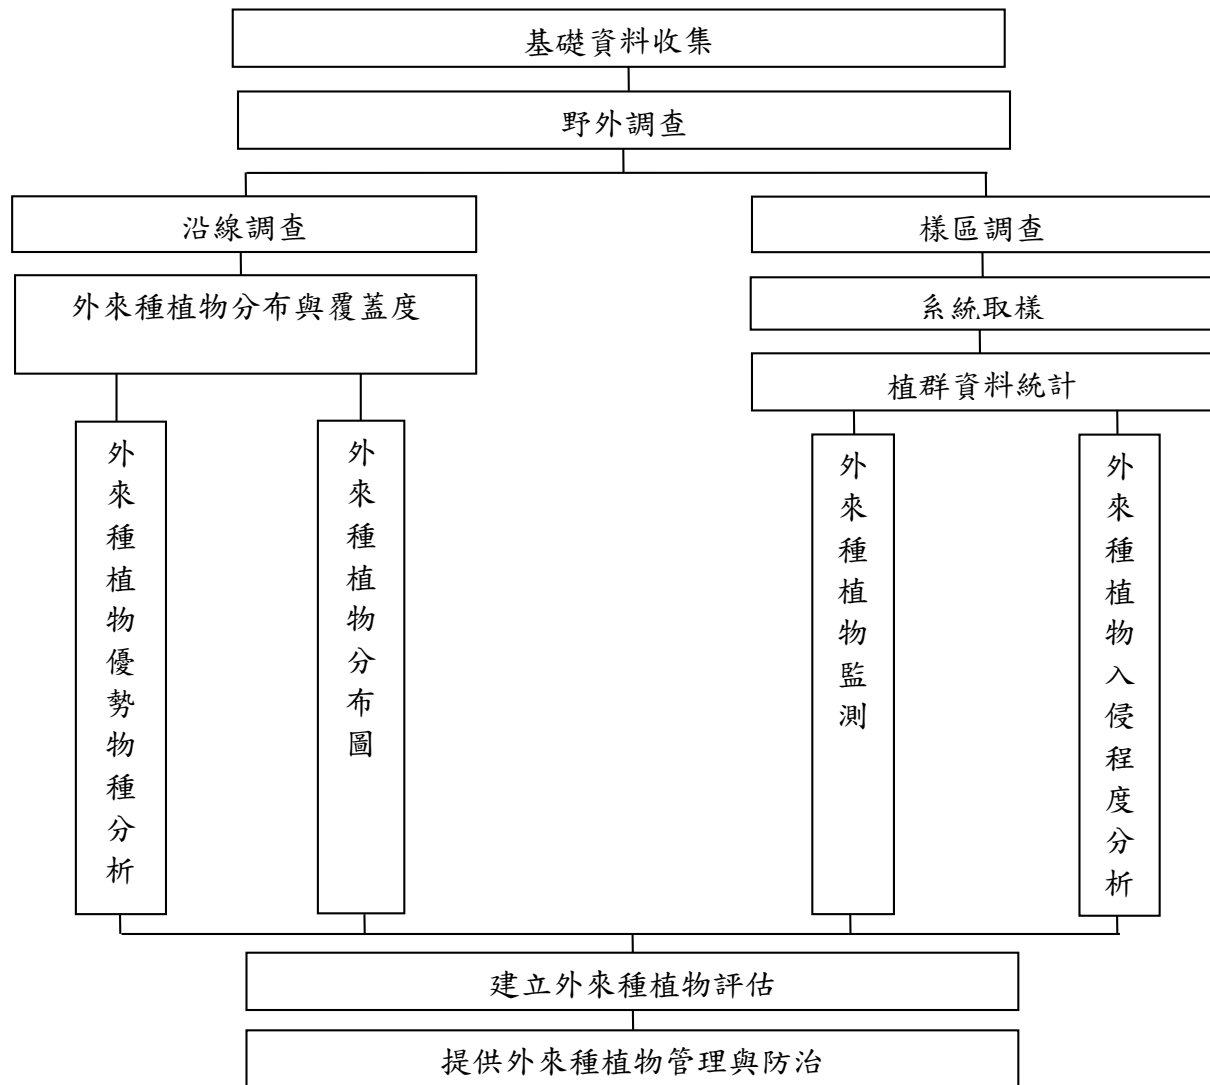 基礎資料收集
野外調查
沿線調查
樣區調查
外來種植物分布與覆蓋度
系統取樣
植群資料統計
外來種植物優勢物種分析
外來種植物分布圖
外來種植物監測
外來種植物入侵程度分析
建立外來種植物評估
提供外來種植物管理與防治